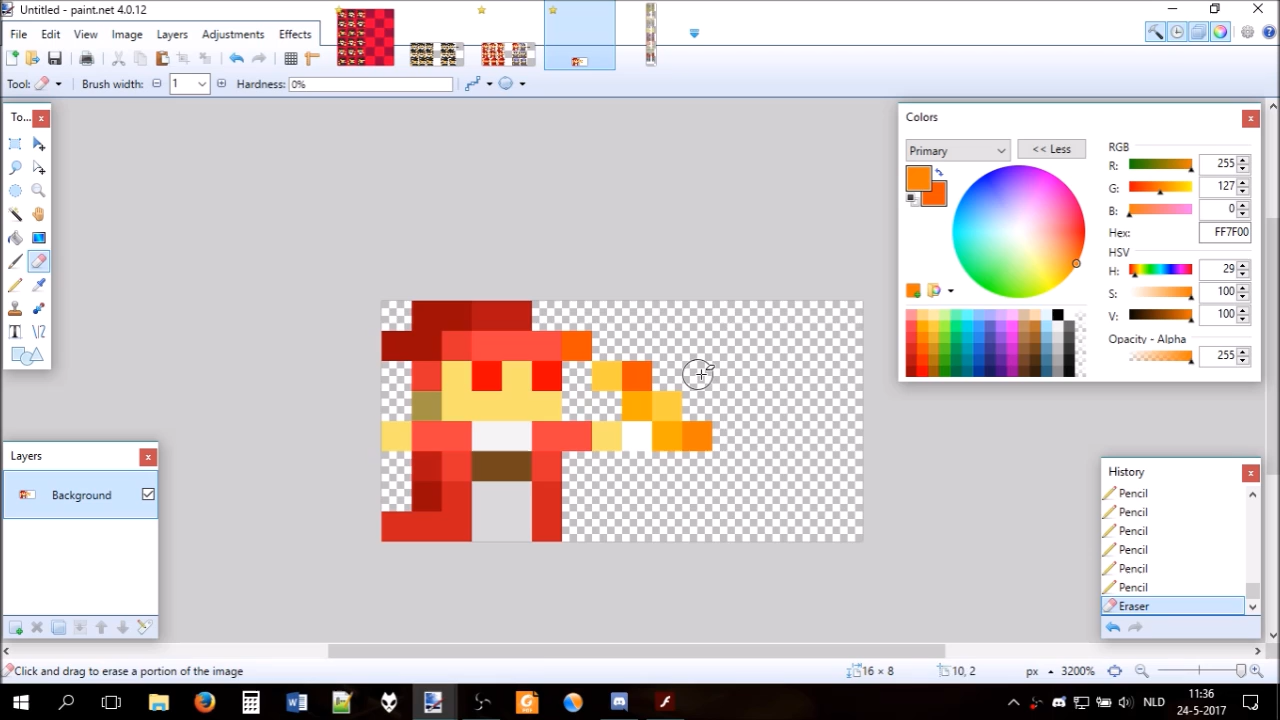 Untitled - paint.net 4.0.12
File Edit View Image Layers Adjustments Effects
Tool: Brush width: 1 Hardness: 0%
To...
Colors
Primary << Less
RGB
R: 255
G: 127
B: 0
Hex: FF7F00
HSV
H: 29
S: 100
V: 100
Opacity - Alpha
255
Layers
Background
History
Pencil
Pencil
Pencil
Pencil
Pencil
Pencil
Eraser
Click and drag to erase a portion of the image 16 × 8 10, 2 px 3200%
NLD 11:36
24-5-2017